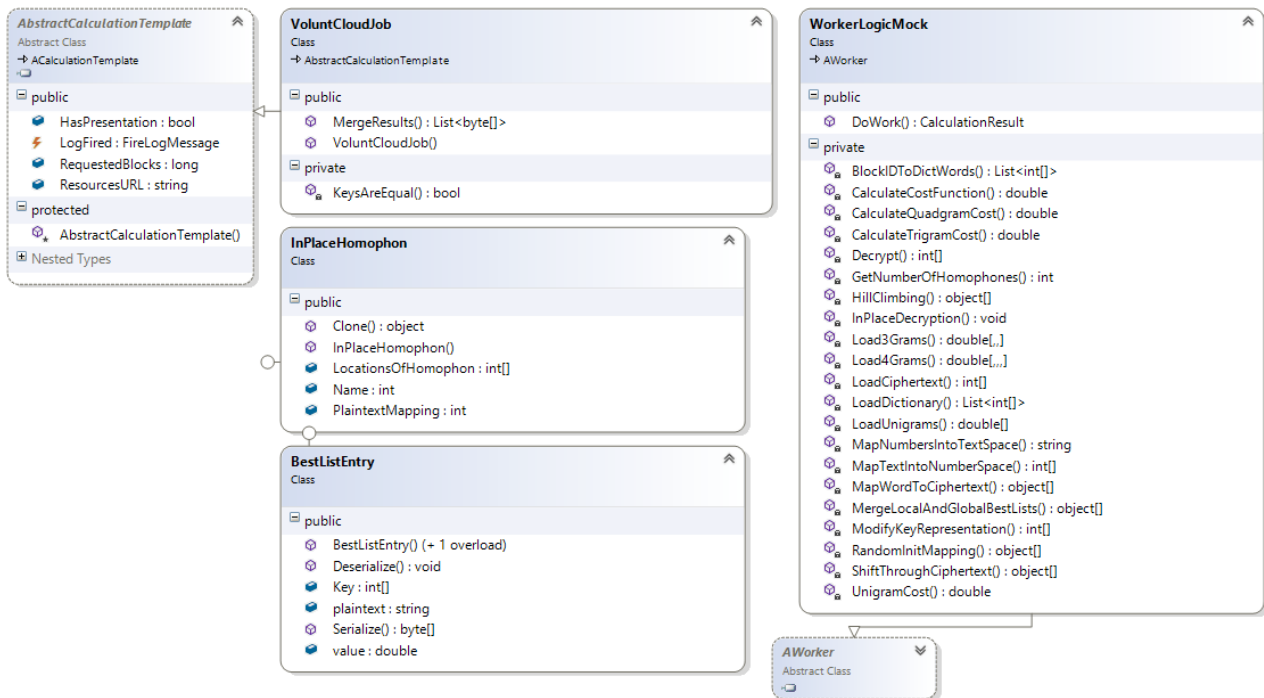 AbstractCalculationTemplate
Abstract Class
ACalculationTemplate
public
HasPresentation : bool
LogFired : FireLogMessage
RequestedBlocks : long
ResourcesURL : string
protected
AbstractCalculationTemplate()
Nested Types
VoluntCloudJob
Class
AbstractCalculationTemplate
public
MergeResults() : List<byte[]>
VoluntCloudJob()
private
KeysAreEqual() : bool
InPlaceHomophon
Class
public
Clone() : object
InPlaceHomophon()
LocationsOfHomophon : int[]
Name : int
PlaintextMapping : int
BestListEntry
Class
public
BestListEntry() (+ 1 overload)
Deserialize() : void
Key : int[]
plaintext : string
Serialize() : byte[]
value : double
WorkerLogicMock
Class
AWorker
public
DoWork() : CalculationResult
private
BlockIDToDictWords() : List<int[]>
CalculateCostFunction() : double
CalculateQuadgramCost() : double
CalculateTrigramCost() : double
Decrypt() : int[]
GetNumberOfHomophones() : int
HillClimbing() : object[]
InPlaceDecryption() : void
Load3Grams() : double[,,]
Load4Grams() : double[,,,]
LoadCiphertext() : int[]
LoadDictionary() : List<int[]>
LoadUnigrams() : double[]
MapNumbersIntoTextSpace() : string
MapTextIntoNumberSpace() : int[]
MapWordToCiphertext() : object[]
MergeLocalAndGlobalBestLists() : object[]
ModifyKeyRepresentation() : int[]
RandomInitMapping() : object[]
ShiftThroughCiphertext() : object[]
UnigramCost() : double
AWorker
Abstract Class